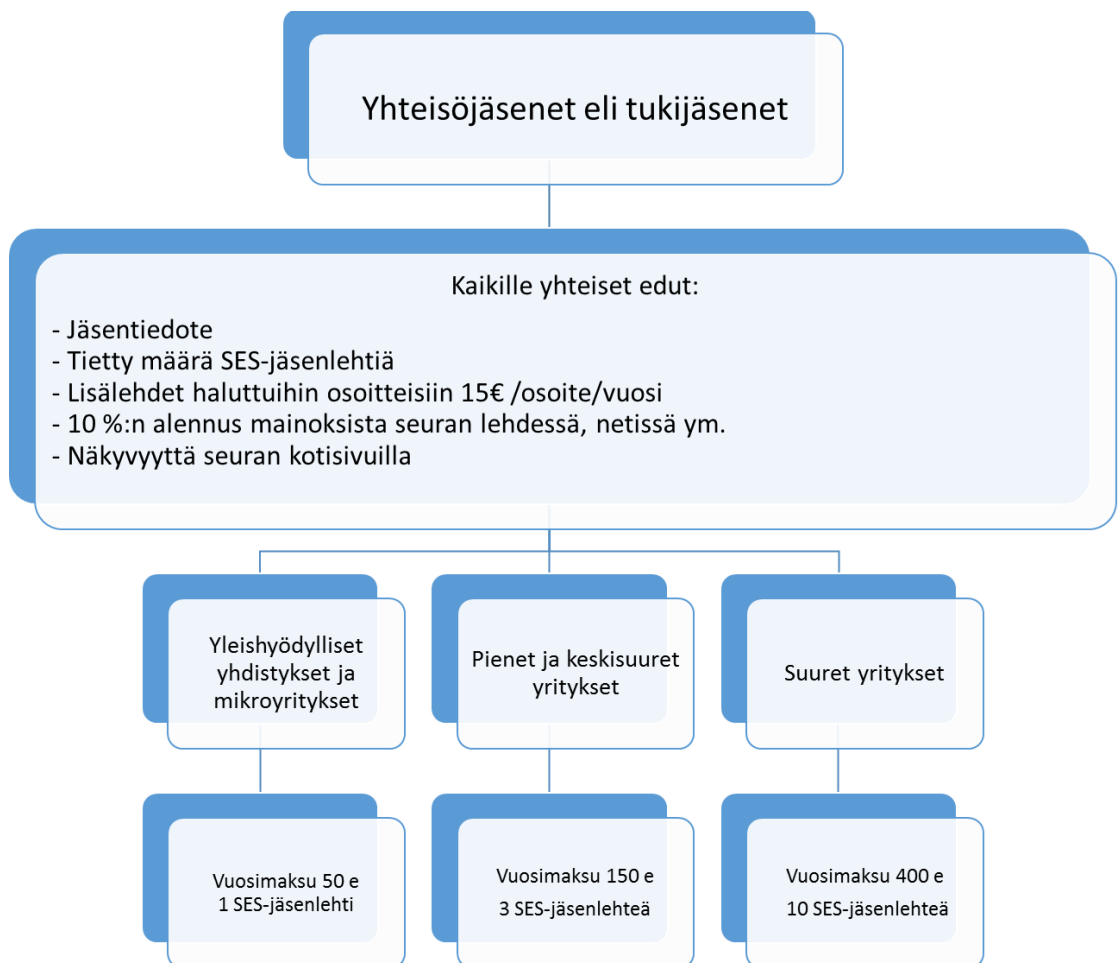 Yhteisöjäsenet eli tukijäsenet
Kaikille yhteiset edut:
- Jäsentiedote
- Tietty määrä SES-jäsenlehtiä
- Lisälehdet haluttuihin osoitteisiin 15€ /osoite/vuosi
- 10 %:n alennus mainoksista seuran lehdessä, netissä ym.
- Näkyvyyttä seuran kotisivuilla
Yleishyödylliset
yhdistykset ja
mikroyritykset
Pienet ja keskisuuret
yritykset
Suuret yritykset
Vuosimaksu 50 e
1 SES-jäsenlehti
Vuosimaksu 150 e
3 SES-jäsenlehteä
Vuosimaksu 400 e
10 SES-jäsenlehteä